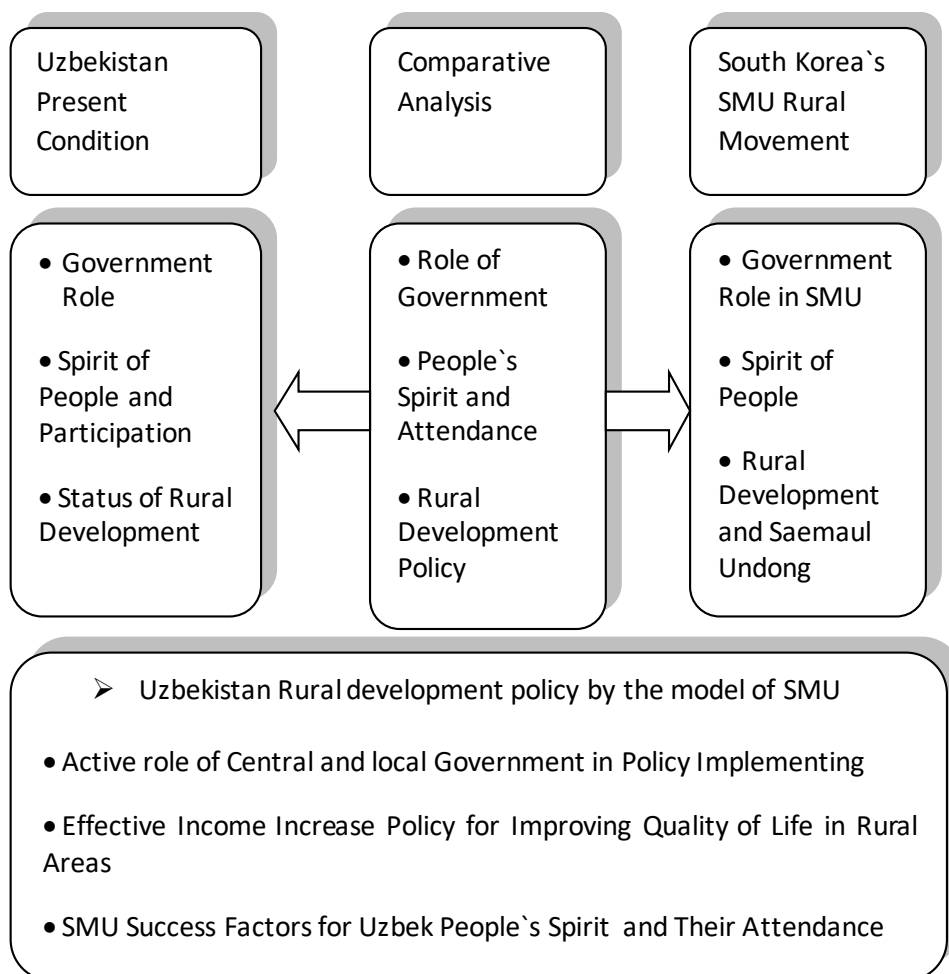 Uzbekistan
Present
Condition
Comparative
Analysis
South Korea`s
SMU Rural
Movement
• Government
Role
• Spirit of
People and
Participation
• Status of Rural
Development
• Role of
Government
• People`s
Spirit and
Attendance
• Rural
Development
Policy
• Government
Role in SMU
• Spirit of
People
• Rural
Development
and Saemaul
Undong
➢ Uzbekistan Rural development policy by the model of SMU
• Active role of Central and local Government in Policy Implementing
• Effective Income Increase Policy for Improving Quality of Life in Rural
Areas
• SMU Success Factors for Uzbek People`s Spirit and Their Attendance